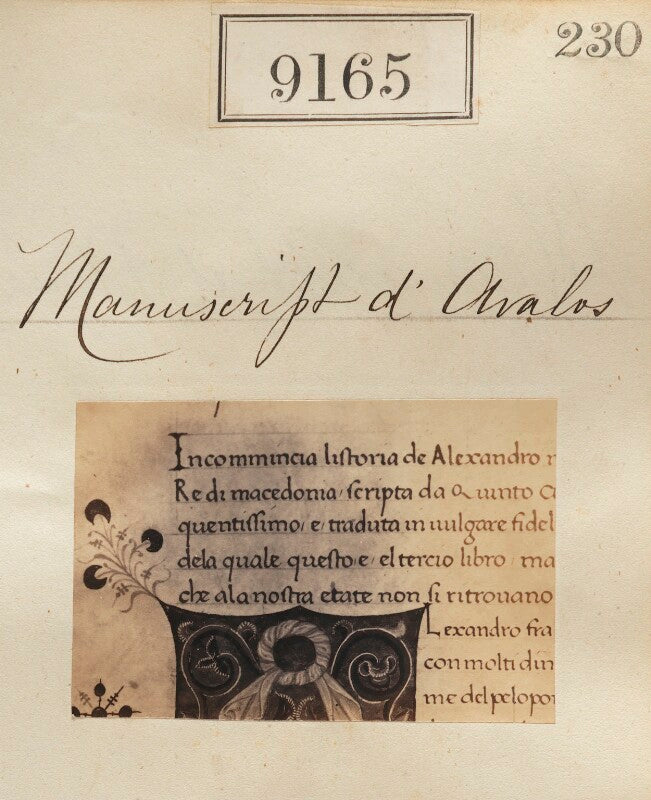 9165
230
Manuscript d' Avalos
Incommincia listoria de Alexandro
Re di macedonia, scripta da Quinto
quentissimo, e, traduta in uulgare fidel
dela quale questo e, el tercio libro, ma
che ala nostra etate non si ritrouano
Lexandro fra
con molti din
me del pelopo